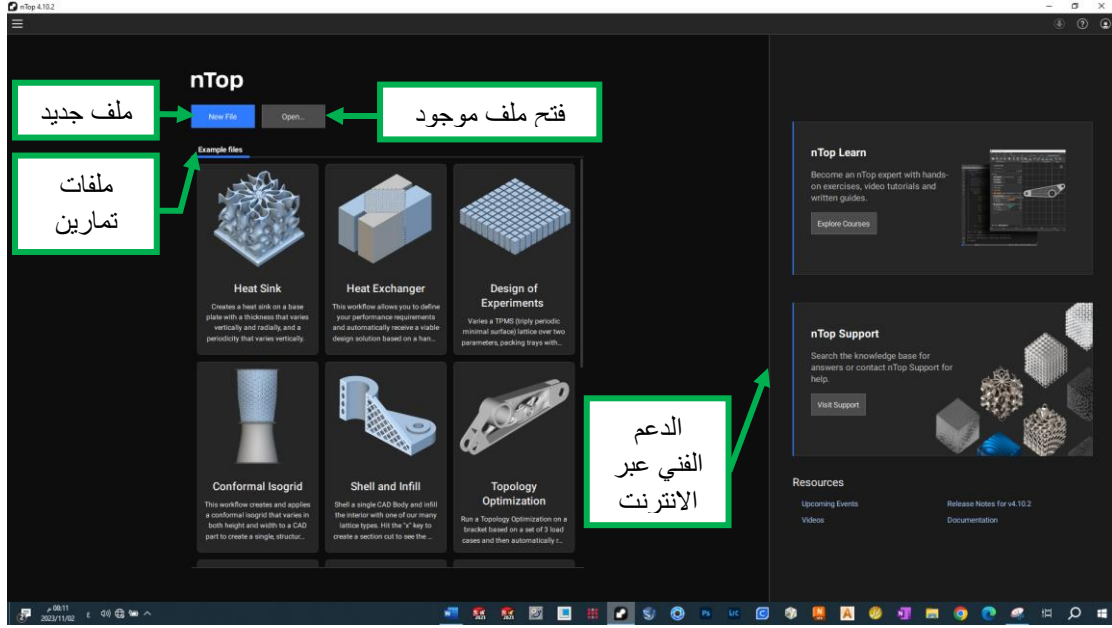 nTop 4.10.2
nTop
New File
Open...
ملف جديد
فتح ملف موجود
ملفات
تمارين
Example files
Heat Sink
Creates a heat sink on a base
plate with a thickness that varies
vertically and radially, and a
periodicity that varies vertically.
Heat Exchanger
This workflow allows you to define
your performance requirements
and automatically receive a viable
design solution based on a han...
Design of
Experiments
Varies a TPMS (triply periodic
minimal surface) lattice over two
parameters, packing trays with...
Conformal Isogrid
This workflow creates and applies
a conformal isogrid that varies in
both height and width to a CAD
part to create a single, structur...
Shell and Infill
Shell a single CAD Body and infill
the interior with one of our many
lattice types. Hit the "x" key to
create a section cut to see the ...
Topology
Optimization
Run a Topology Optimization on a
bracket based on a set of 3 load
cases and then automatically r...
الدعم
الفني عبر
الانترنت
nTop Learn
Become an nTop expert with hands-
on exercises, video tutorials and
written guides.
Explore Courses
nTop Support
Search the knowledge base for
answers or contact nTop Support for
help.
Visit Support
Resources
Upcoming Events
Release Notes for v4.10.2
Videos
Documentation
08:11 م
2023/11/02
ع
Ps
LrC